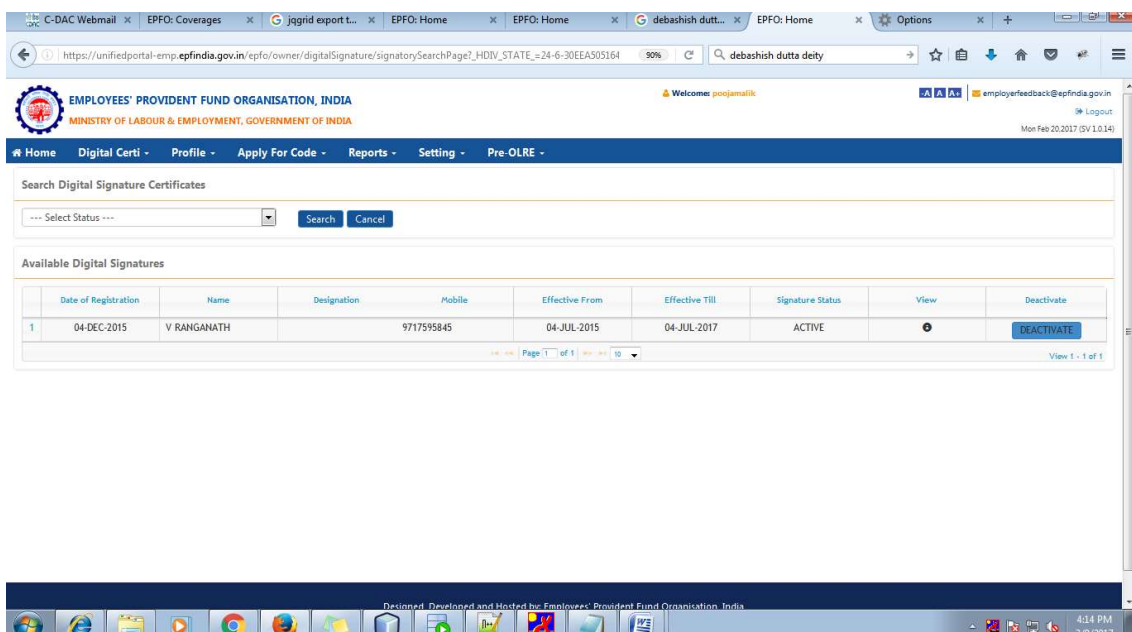 C-DAC Webmail × EPFO: Coverages × jqgrid export t... × EPFO: Home × EPFO: Home × debashish dutt... × EPFO: Home × Options × +
https://unifiedportal-emp.epfindia.gov.in/epfo/owner/digitalSignature/signatorySearchPage?_HDIV_STATE_=24-6-30EEA505164 90% debashish dutta deity
EMPLOYEES' PROVIDENT FUND ORGANISATION, INDIA
MINISTRY OF LABOUR & EMPLOYMENT, GOVERNMENT OF INDIA
Welcome: poojamalik
-A A A+ employerfeedback@epfindia.gov.in
Logout
Mon Feb 20,2017 (SV 1.0.14)
Home Digital Certi Profile Apply For Code Reports Setting Pre-OLRE
Search Digital Signature Certificates
--- Select Status --- Search Cancel
Available Digital Signatures
Date of Registration Name Designation Mobile Effective From Effective Till Signature Status View Deactivate
1 04-DEC-2015 V RANGANATH 9717595845 04-JUL-2015 04-JUL-2017 ACTIVE DEACTIVATE
Page 1 of 1 10 View 1 - 1 of 1
Designed, Developed and Hosted by: Employees' Provident Fund Organisation, India
4:14 PM